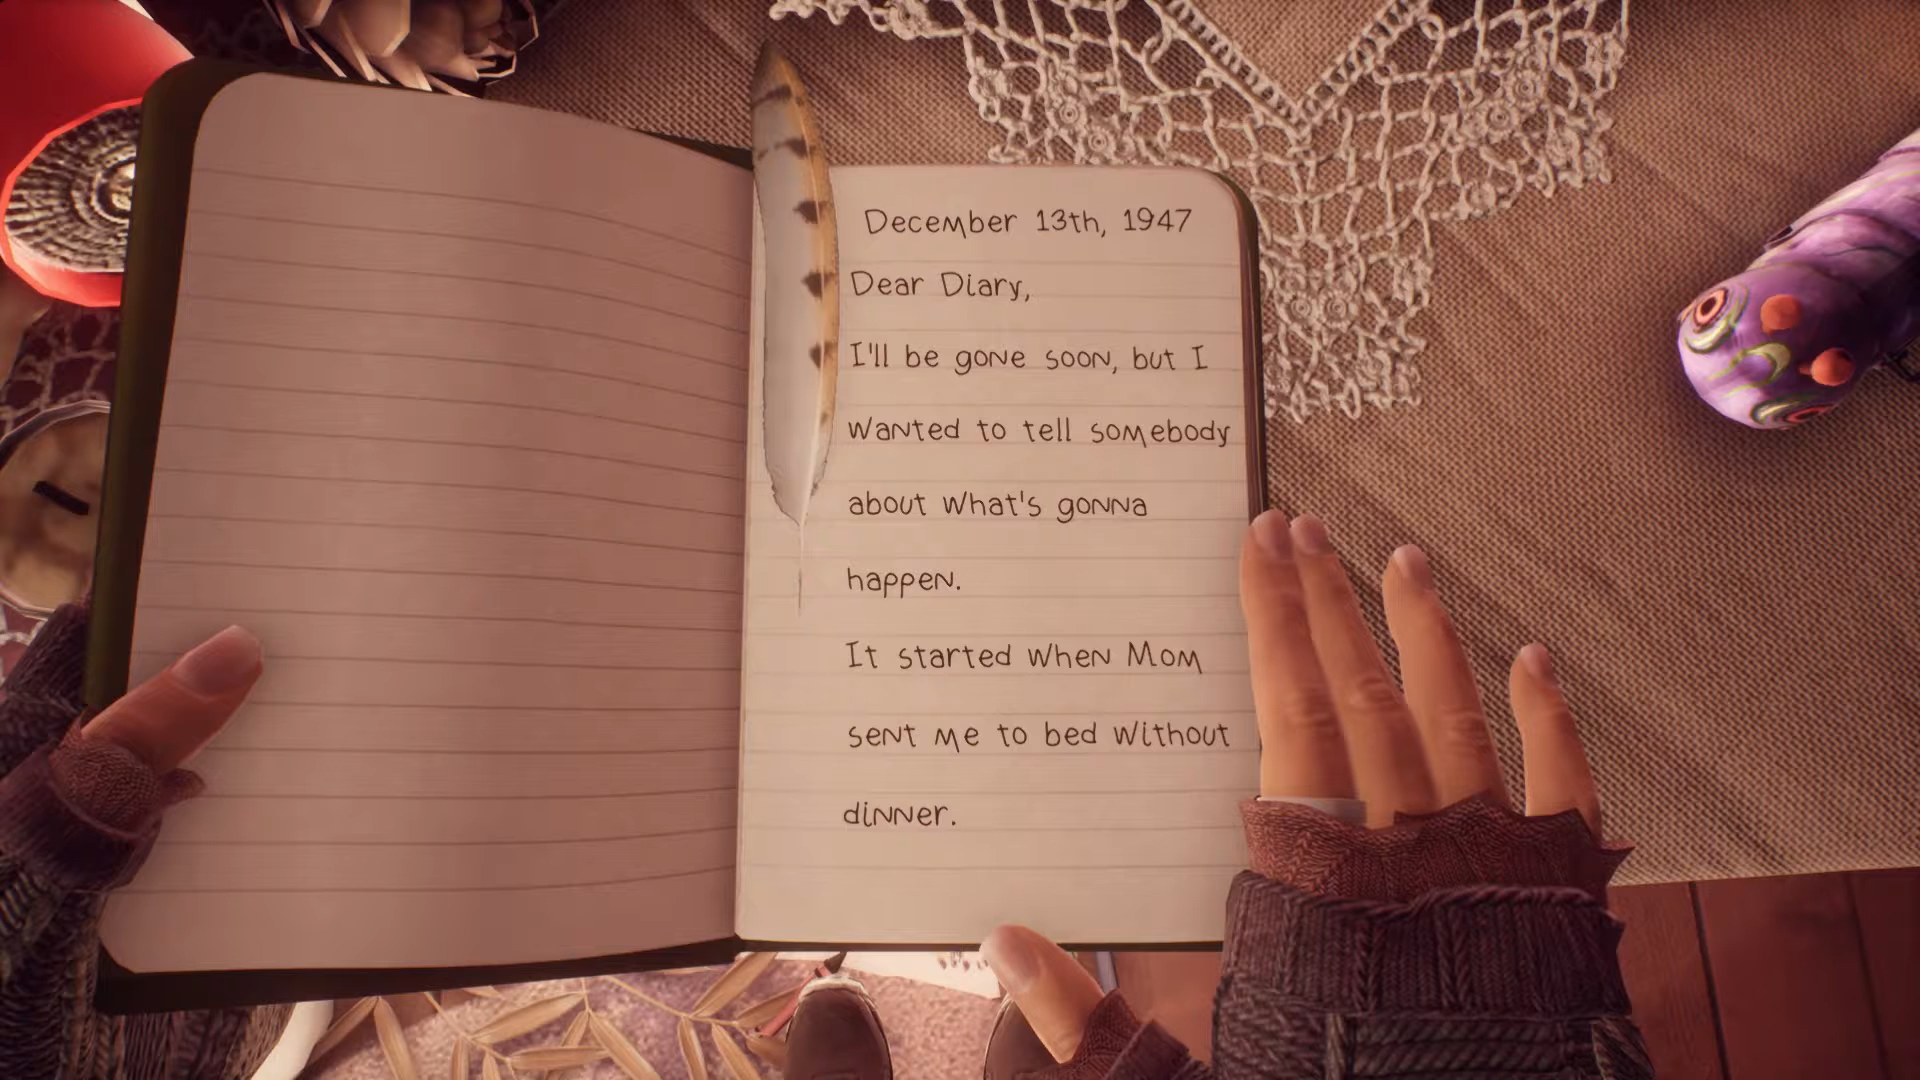 December 13th, 1947
Dear Diary,
I'll be gone soon, but I
wanted to tell somebody
about what's gonna
happen.
It started when Mom
sent me to bed without
dinner.